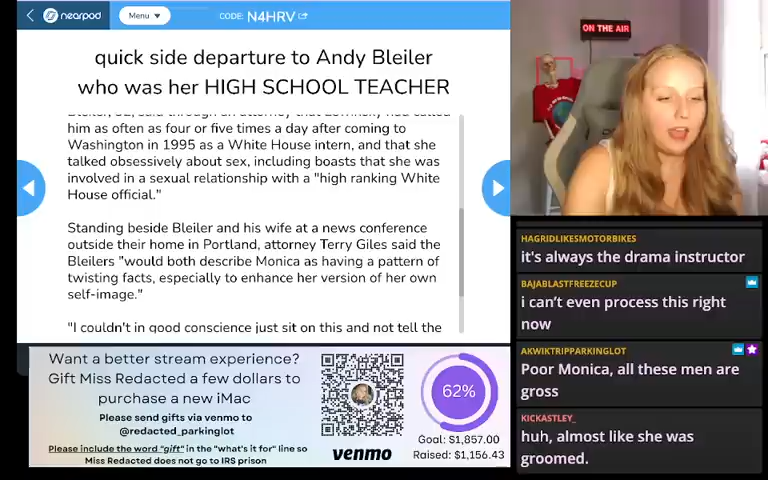 nearpod
Menu
CODE: N4HRV
ON THE AIR
quick side departure to Andy Bleiler
who was her HIGH SCHOOL TEACHER
him as often as four or five times a day after coming to
Washington in 1995 as a White House intern, and that she
talked obsessively about sex, including boasts that she was
involved in a sexual relationship with a "high ranking White
House official."
Standing beside Bleiler and his wife at a news conference
outside their home in Portland, attorney Terry Giles said the
Bleilers "would both describe Monica as having a pattern of
twisting facts, especially to enhance her version of her own
self-image."
"I couldn't in good conscience just sit on this and not tell the
HAGRIDLIKESMOTORBIKES
it's always the drama instructor
BAJABLASTFREEZECUP
i can't even process this right
now
AKWIKTRIPPARKINGLOT
Poor Monica, all these men are
gross
KICKASTLEY_
huh, almost like she was
groomed.
Want a better stream experience?
Gift Miss Redacted a few dollars to
purchase a new iMac
Please send gifts via venmo to
@redacted_parkinglot
Please include the word "gift" in the "what's it for" line so
Miss Redacted does not go to IRS prison
venmo
62%
Goal: $1,857.00
Raised: $1,156.43